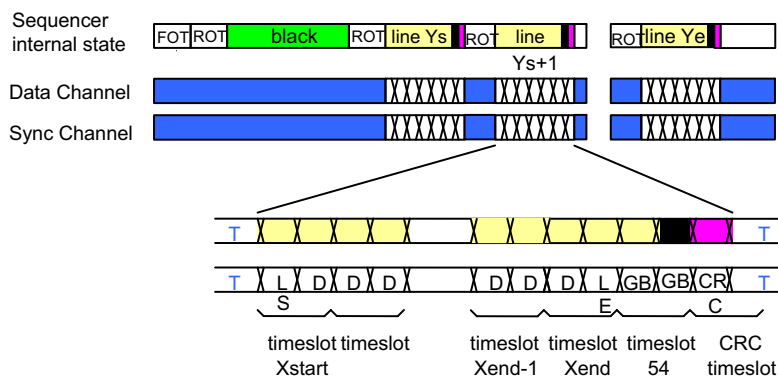 Sequencer
internal state
FOT ROT black ROT line Ys ROT line ROT line Ye
Ys+1
Data Channel
Sync Channel
T T
T L D D D D D D L GB GB CR T
S E C
timeslot timeslot timeslot timeslot timeslot CRC
Xstart Xend-1 Xend 54 timeslot